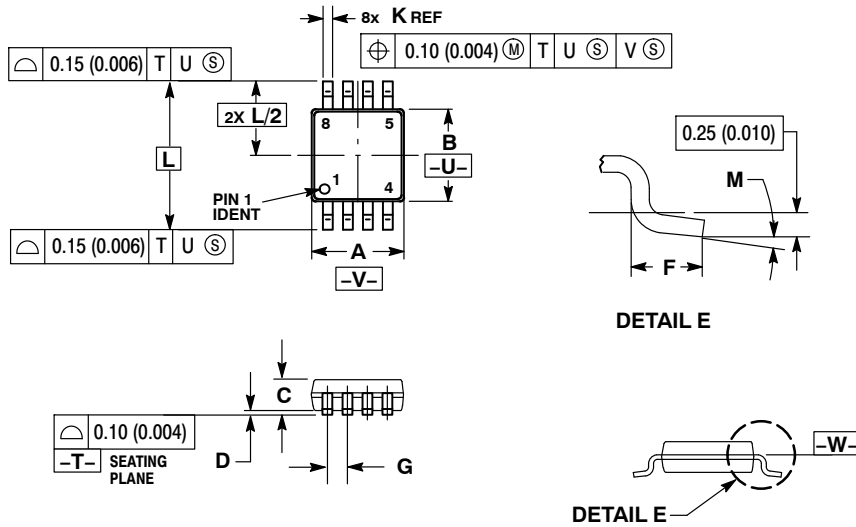 8x K REF
⌓ 0.15 (0.006) T U Ⓢ
⌖ 0.10 (0.004) Ⓜ T U Ⓢ V Ⓢ
2X L/2
8 5
L
B
-U-
PIN 1
IDENT
1
4
⌓ 0.15 (0.006) T U Ⓢ
A
-V-
0.25 (0.010)
M
F
DETAIL E
C
⌓ 0.10 (0.004)
-T- SEATING
PLANE
D
G
-W-
DETAIL E